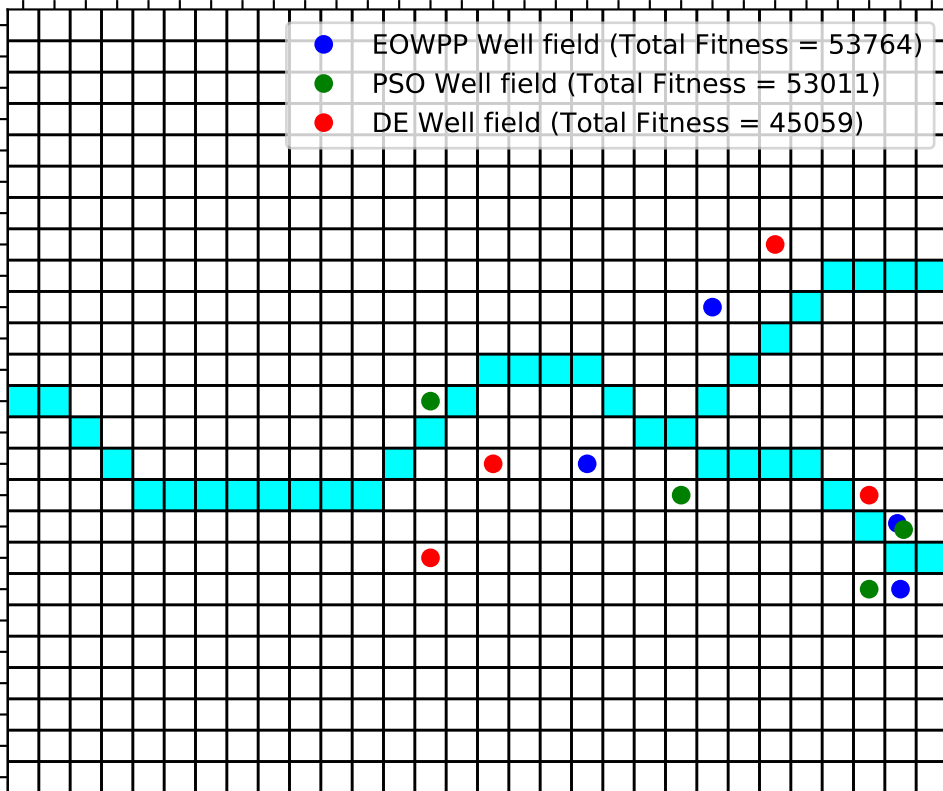 EOWPP Well field (Total Fitness = 53764)
PSO Well field (Total Fitness = 53011)
DE Well field (Total Fitness = 45059)